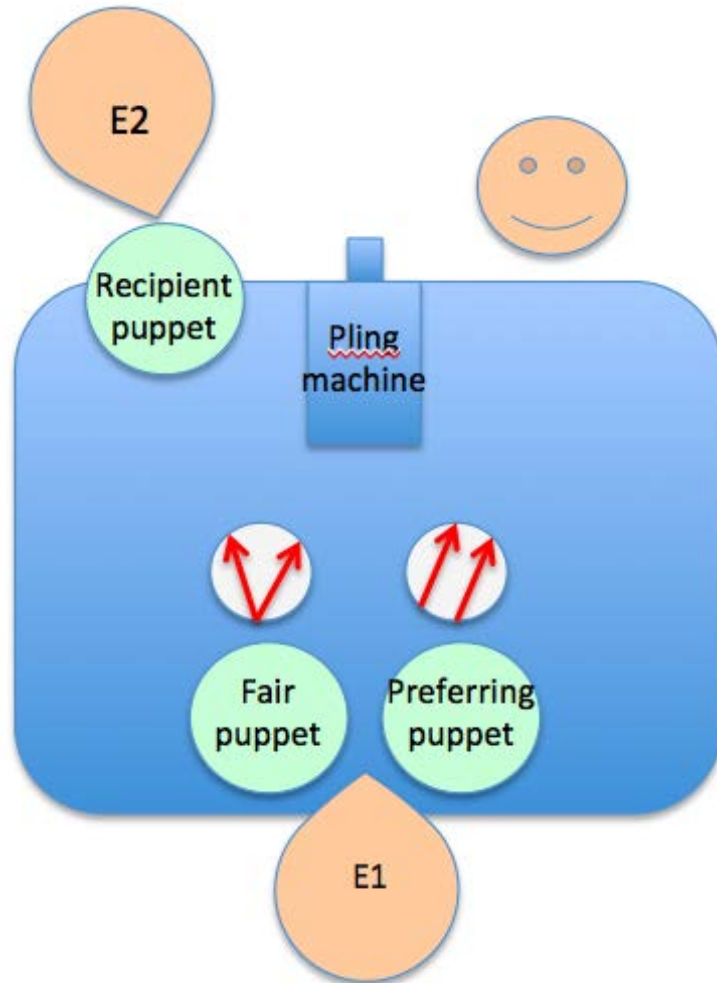 E2
Recipient
puppet
Pling
machine
Fair
puppet
Preferring
puppet
E1